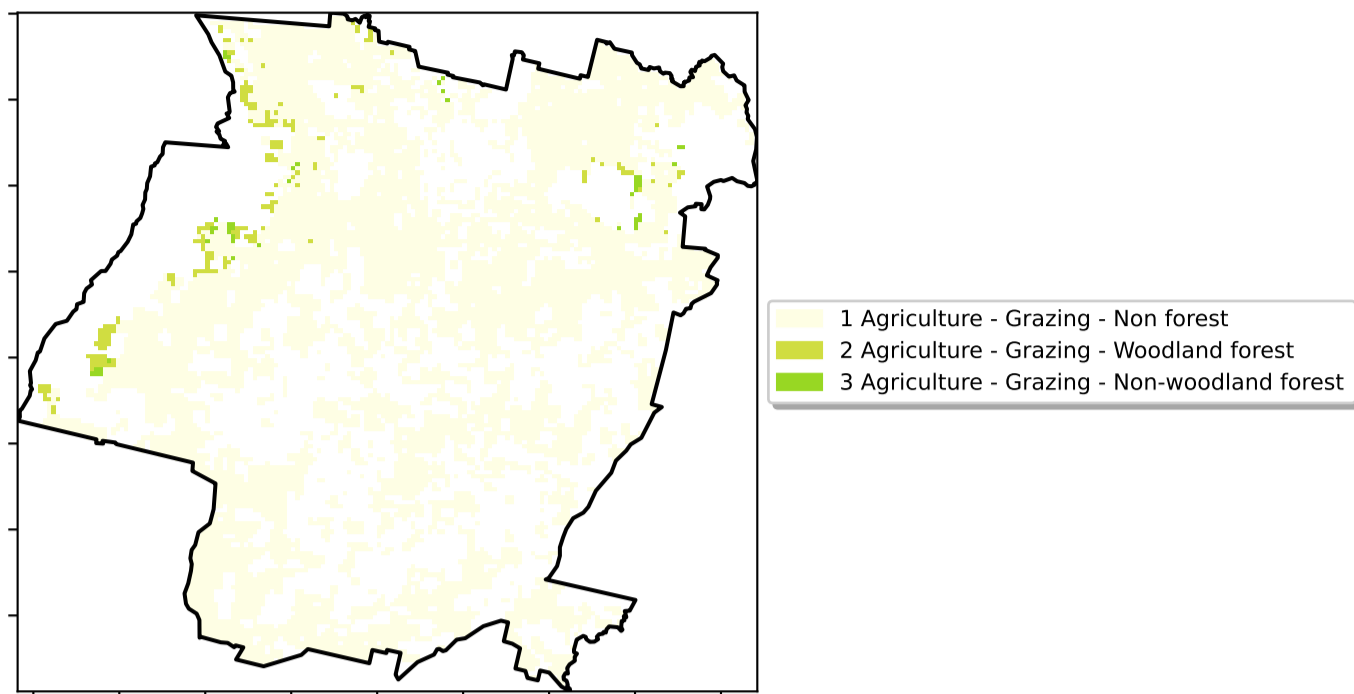 1 Agriculture - Grazing - Non forest
2 Agriculture - Grazing - Woodland forest
3 Agriculture - Grazing - Non-woodland forest